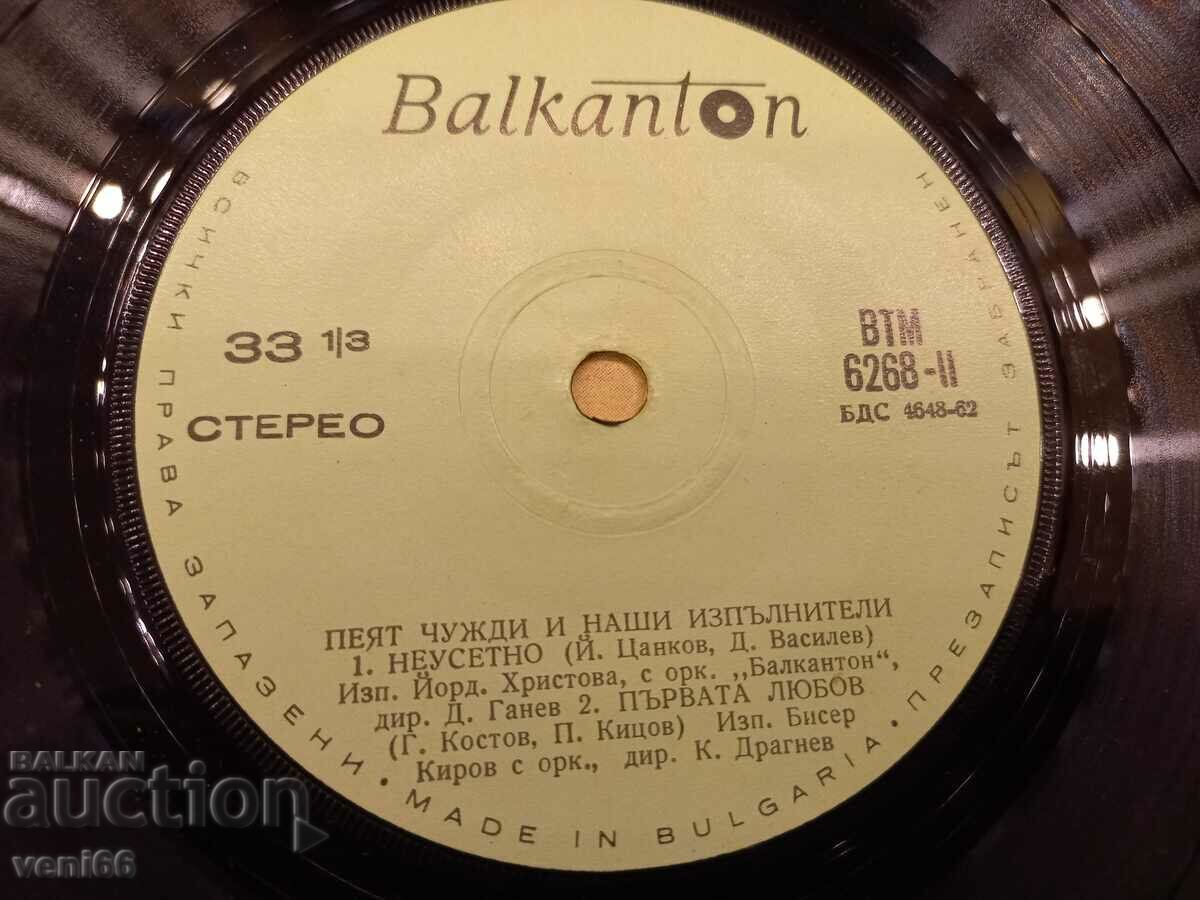 Balkanton
ВСИЧКИ ПРАВА ЗАПАЗЕНИ • MADE IN BULGARIA • ПРЕЗАПИСЪТ ЗАБРАНЕН
33 1/3
СТЕРЕО
ВТМ
6268-II
БДС 4648-62
ПЕЯТ ЧУЖДИ И НАШИ ИЗПЪЛНИТЕЛИ
1. НЕУСЕТНО (Й. Цанков, Д. Василев)
Изп. Йорд. Христова, с орк. „Балкантон",
дир. Д. Ганев 2. ПЪРВАТА ЛЮБОВ
(Г. Костов, П. Кицов) Изп. Бисер
Киров с орк., дир. К. Драгнев
BALKAN
auction
veni66